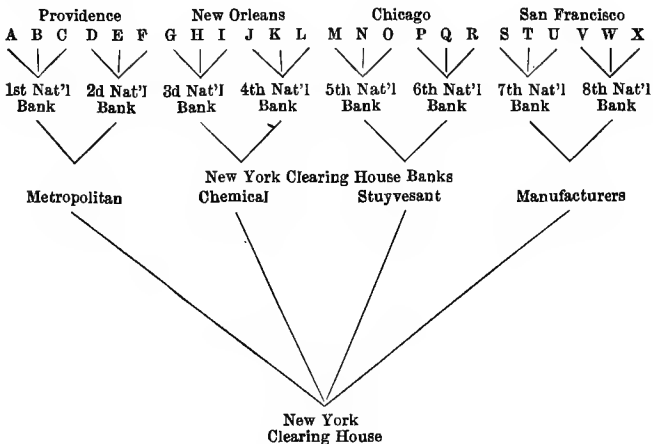 Providence New Orleans Chicago San Francisco
A B C D E F G H I J K L M N O P Q R S T U V W X
1st Nat'l 2d Nat'l 3d Nat'l 4th Nat'l 5th Nat'l 6th Nat'l 7th Nat'l 8th Nat'l
Bank Bank Bank Bank Bank Bank Bank Bank
New York Clearing House Banks
Metropolitan Chemical Stuyvesant Manufacturers
New York
Clearing House